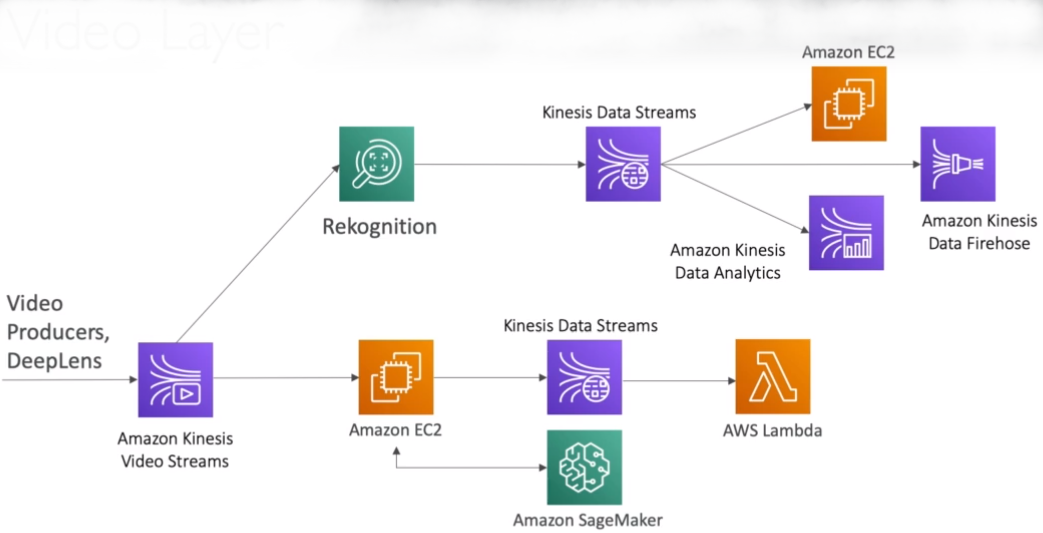 Video Layer
Amazon EC2
Kinesis Data Streams
Rekognition
Amazon Kinesis
Data Firehose
Amazon Kinesis
Data Analytics
Video
Producers,
DeepLens
Kinesis Data Streams
Amazon Kinesis
Video Streams
Amazon EC2
AWS Lambda
Amazon SageMaker